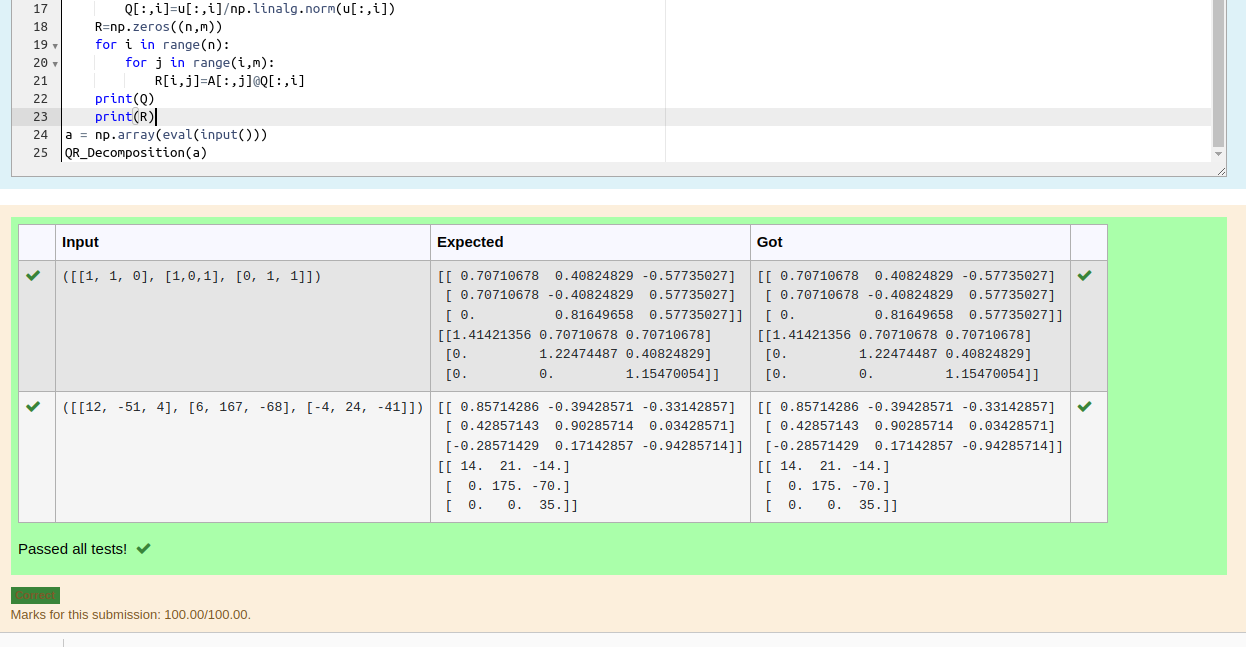 17 Q[:,i]=u[:,i]/np.linalg.norm(u[:,i])
18 R=np.zeros((n,m))
19 for i in range(n):
20 for j in range(i,m):
21 R[i,j]=A[:,j]@Q[:,i]
22 print(Q)
23 print(R)
24 a = np.array(eval(input()))
25 QR_Decomposition(a)
Input Expected Got
([[1, 1, 0], [1,0,1], [0, 1, 1]]) [[ 0.70710678 0.40824829 -0.57735027] [[ 0.70710678 0.40824829 -0.57735027]
[ 0.70710678 -0.40824829 0.57735027] [ 0.70710678 -0.40824829 0.57735027]
[ 0. 0.81649658 0.57735027]] [ 0. 0.81649658 0.57735027]]
[[1.41421356 0.70710678 0.70710678] [[1.41421356 0.70710678 0.70710678]
[0. 1.22474487 0.40824829] [0. 1.22474487 0.40824829]
[0. 0. 1.15470054]] [0. 0. 1.15470054]]
([[12, -51, 4], [6, 167, -68], [-4, 24, -41]]) [[ 0.85714286 -0.39428571 -0.33142857] [[ 0.85714286 -0.39428571 -0.33142857]
[ 0.42857143 0.90285714 0.03428571] [ 0.42857143 0.90285714 0.03428571]
[-0.28571429 0.17142857 -0.94285714]] [-0.28571429 0.17142857 -0.94285714]]
[[ 14. 21. -14.] [[ 14. 21. -14.]
[ 0. 175. -70.] [ 0. 175. -70.]
[ 0. 0. 35.]] [ 0. 0. 35.]]
Passed all tests!
Correct
Marks for this submission: 100.00/100.00.